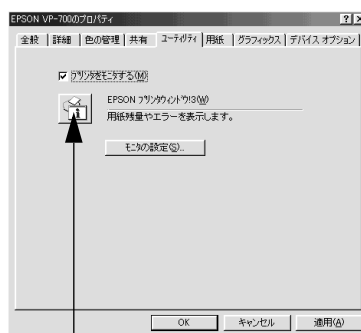 EPSON VP-700のプロパティ
全般 詳細 色の管理 共有 ユーティリティ 用紙 グラフィックス デバイス オプション
プリンタをモニタする(M)
EPSON プリンタウィンドウ!3(W)
用紙残量やエラーを表示します。
モニタの設定(S)...
OK キャンセル 適用(A)